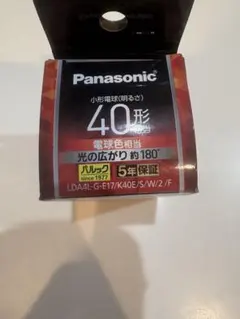 Panasonic
小形電球(明るさ)
40形
相当
電球色相当
光の広がり 約180°
パルック
since 1977
5年保証
LDA4L-G-E17/K40E/S/W/2/F